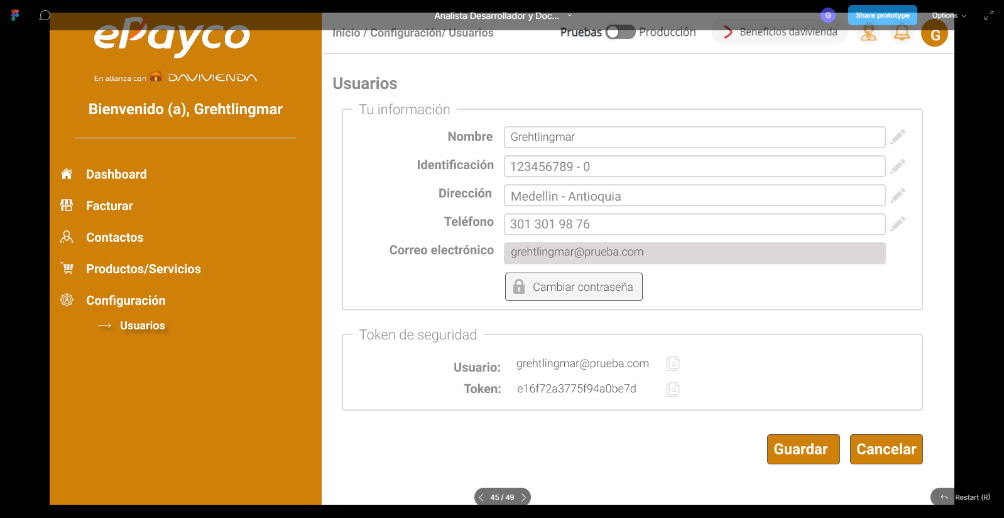 Analista Desarrollador y Doc...
G
Share prototype
Options
ePayco
En alianza con DAVIVIENDA
Bienvenido (a), Grehtlingmar
Dashboard
Facturar
Contactos
Productos/Servicios
Configuración
Usuarios
Inicio / Configuración/ Usuarios
Pruebas
Producción
Beneficios davivienda
G
Usuarios
Tu información
Nombre
Grehtlingmar
Identificación
123456789 - 0
Dirección
Medellin - Antioquia
Teléfono
301 301 98 76
Correo electrónico
grehtlingmar@prueba.com
Cambiar contraseña
Token de seguridad
Usuario:
grehtlingmar@prueba.com
Token:
e16f72a3775f94a0be7d
Guardar
Cancelar
45 / 49
Restart (R)